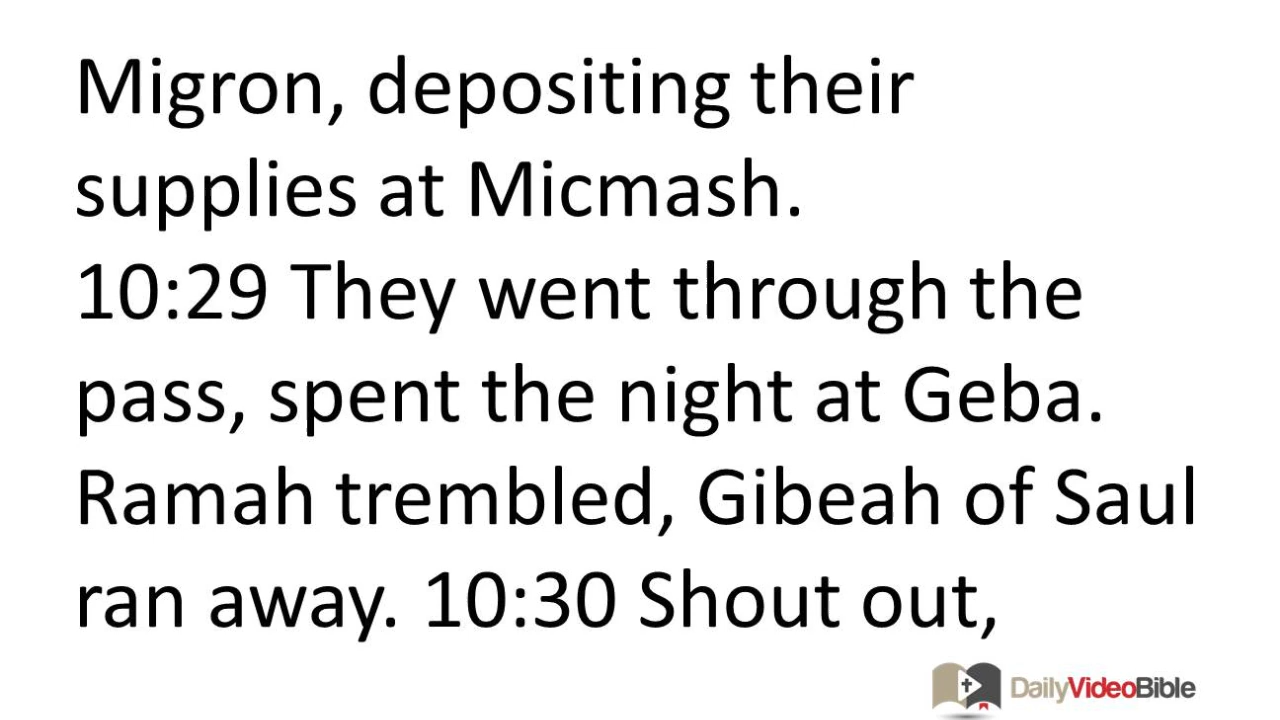 Migron, depositing their
supplies at Micmash.
10:29 They went through the
pass, spent the night at Geba.
Ramah trembled, Gibeah of Saul
ran away. 10:30 Shout out,
DailyVideoBible